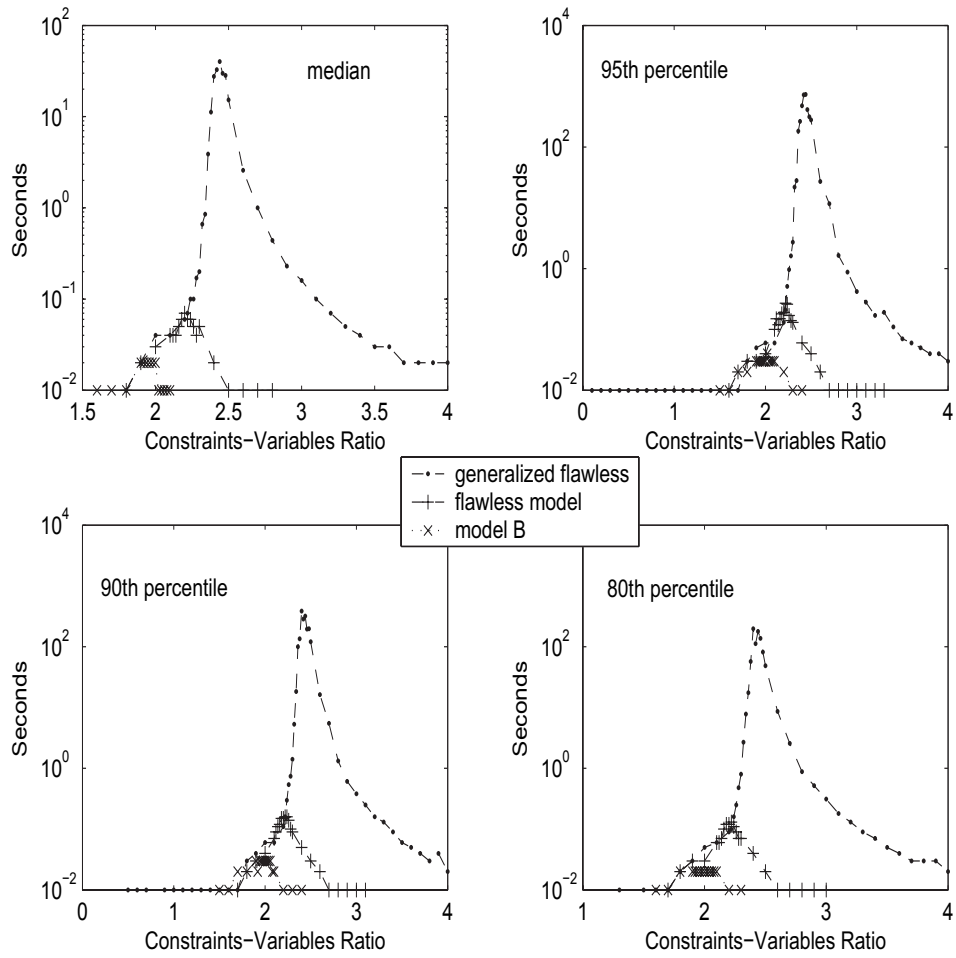 10^2
10^1
10^0
10^-1
10^-2
Seconds
median
1.5 2 2.5 3 3.5 4
Constraints-Variables Ratio
10^4
10^2
10^0
10^-2
Seconds
95th percentile
0 1 2 3 4
Constraints-Variables Ratio
generalized flawless
flawless model
model B
10^4
10^2
10^0
10^-2
Seconds
90th percentile
0 1 2 3 4
Constraints-Variables Ratio
10^4
10^2
10^0
10^-2
Seconds
80th percentile
1 2 3 4
Constraints-Variables Ratio